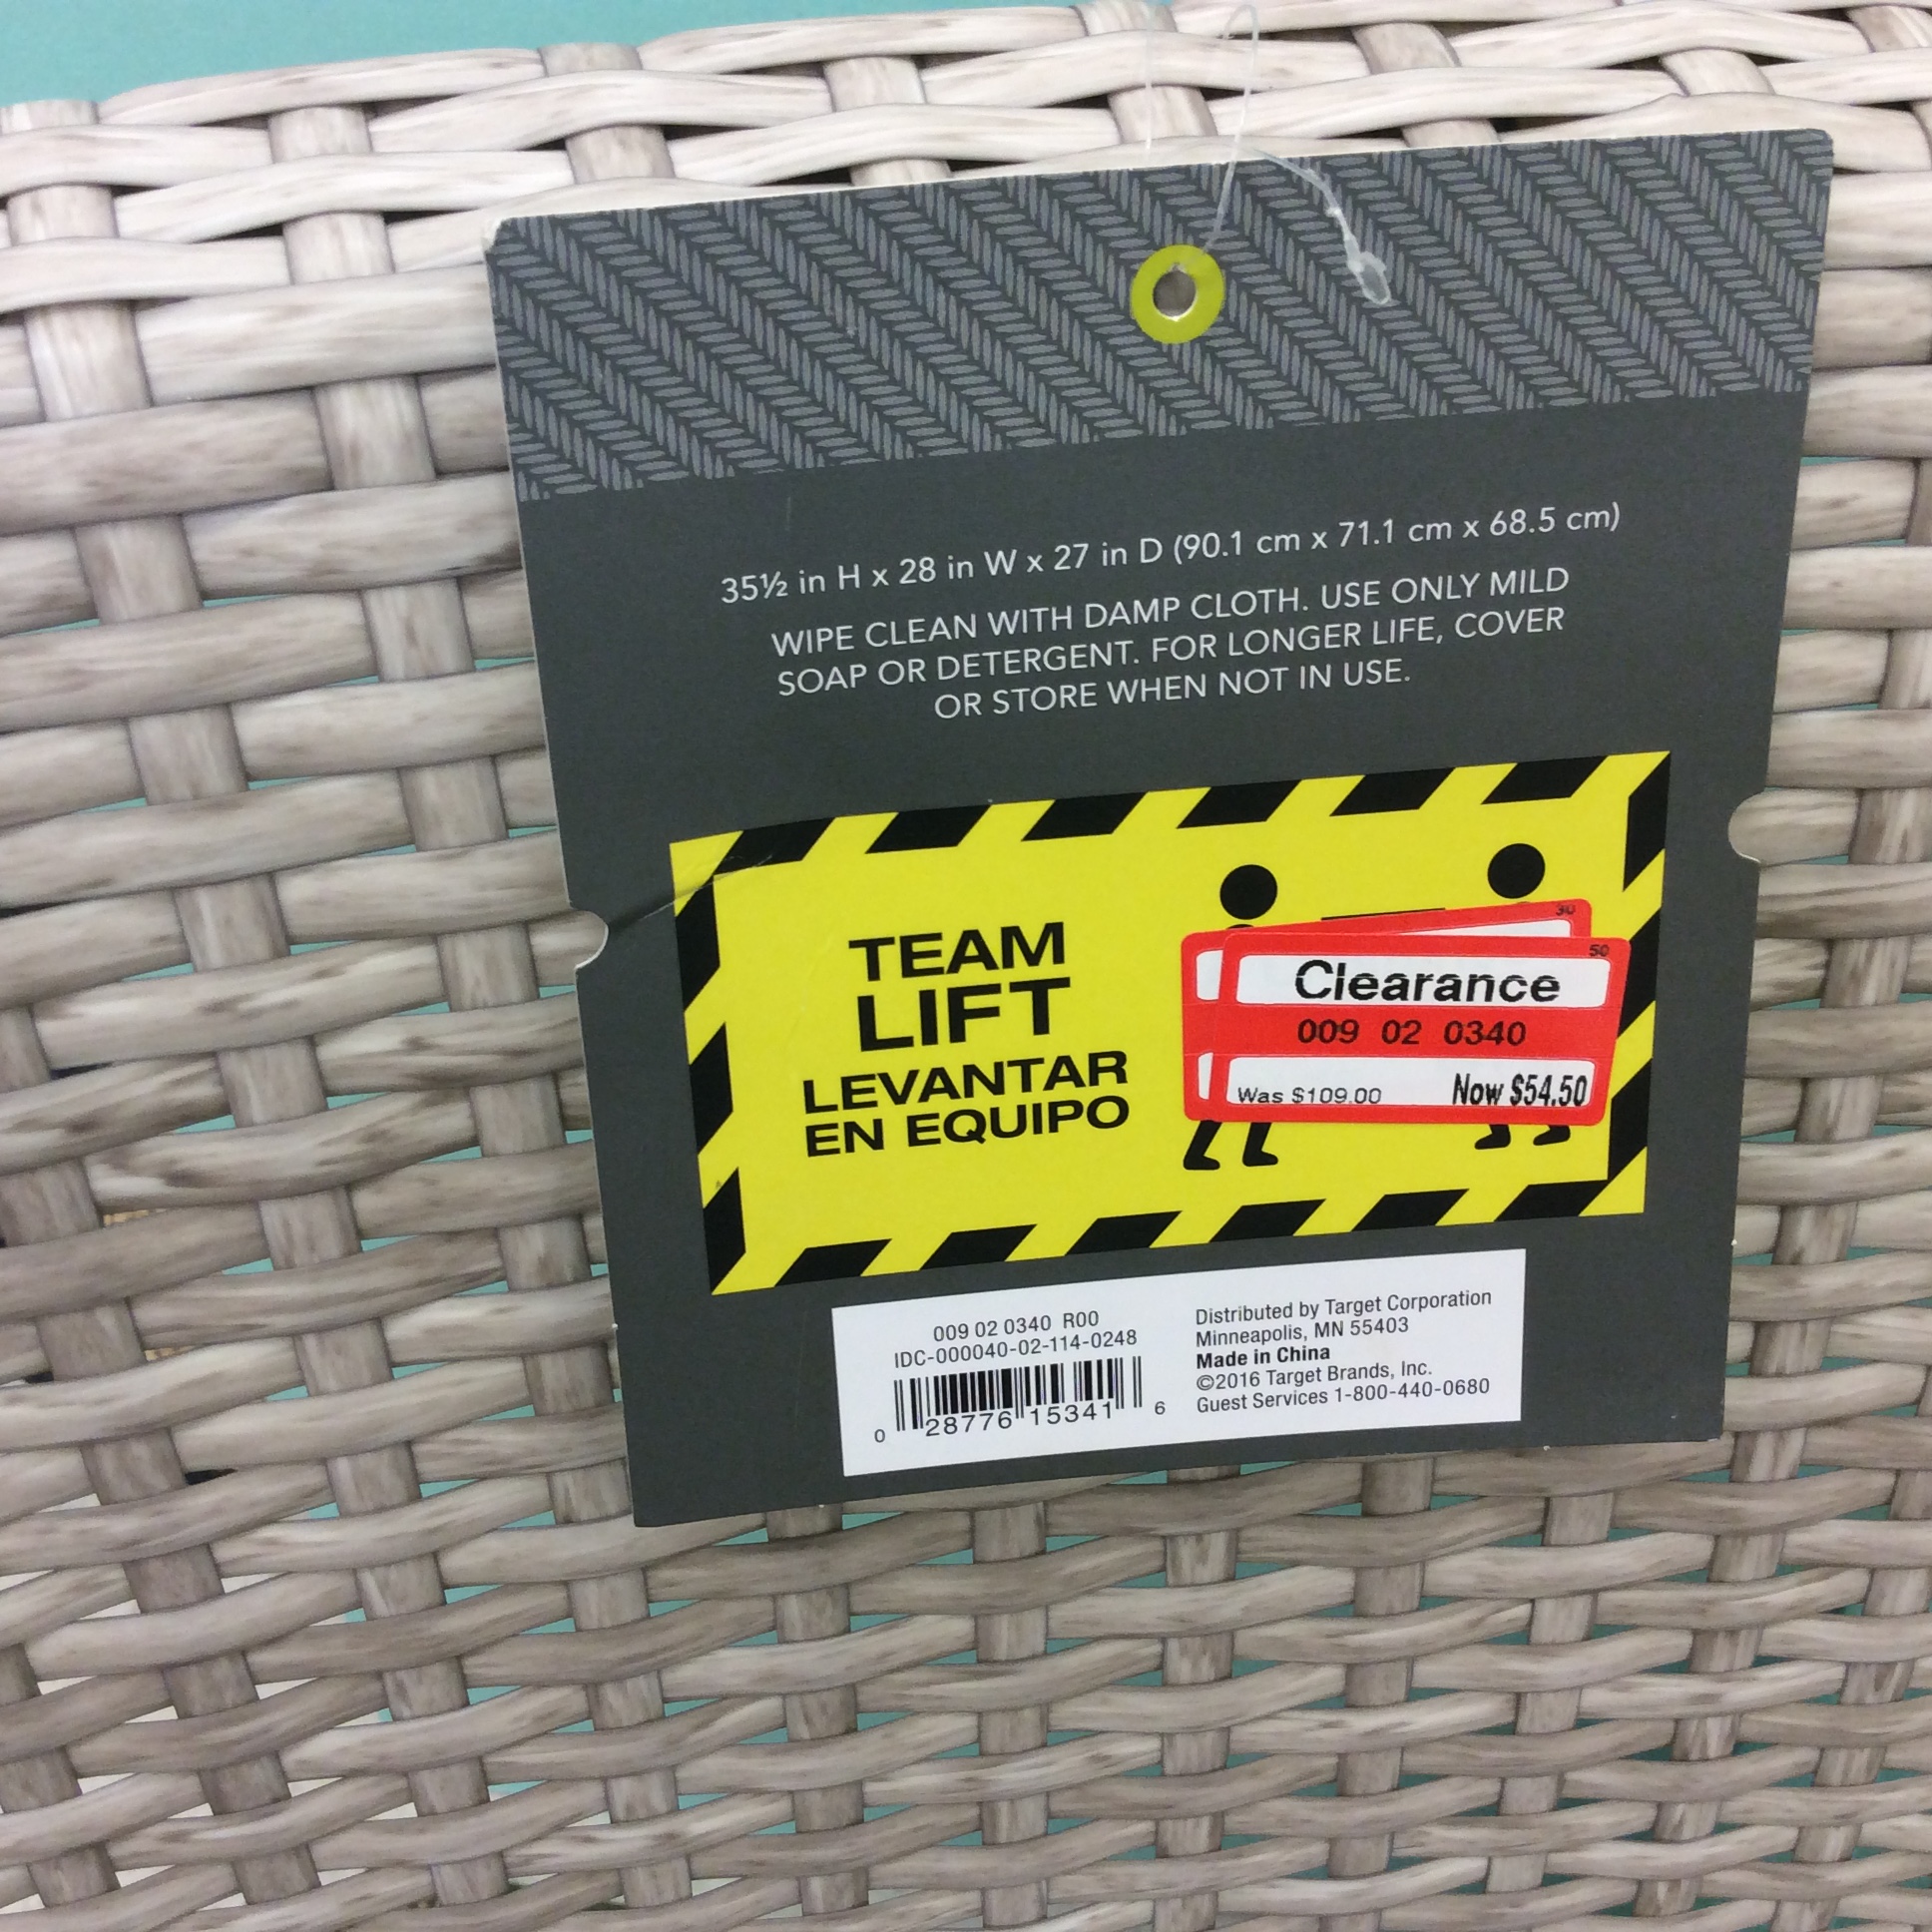 35½ in H x 28 in W x 27 in D (90.1 cm x 71.1 cm x 68.5 cm)
WIPE CLEAN WITH DAMP CLOTH. USE ONLY MILD
SOAP OR DETERGENT. FOR LONGER LIFE, COVER
OR STORE WHEN NOT IN USE.
TEAM
LIFT
LEVANTAR
EN EQUIPO
30
50
Clearance
009 02 0340
Was $109.00 Now $54.50
009 02 0340 R00
IDC-000040-02-114-0248
0 28776 15341 6
Distributed by Target Corporation
Minneapolis, MN 55403
Made in China
©2016 Target Brands, Inc.
Guest Services 1-800-440-0680